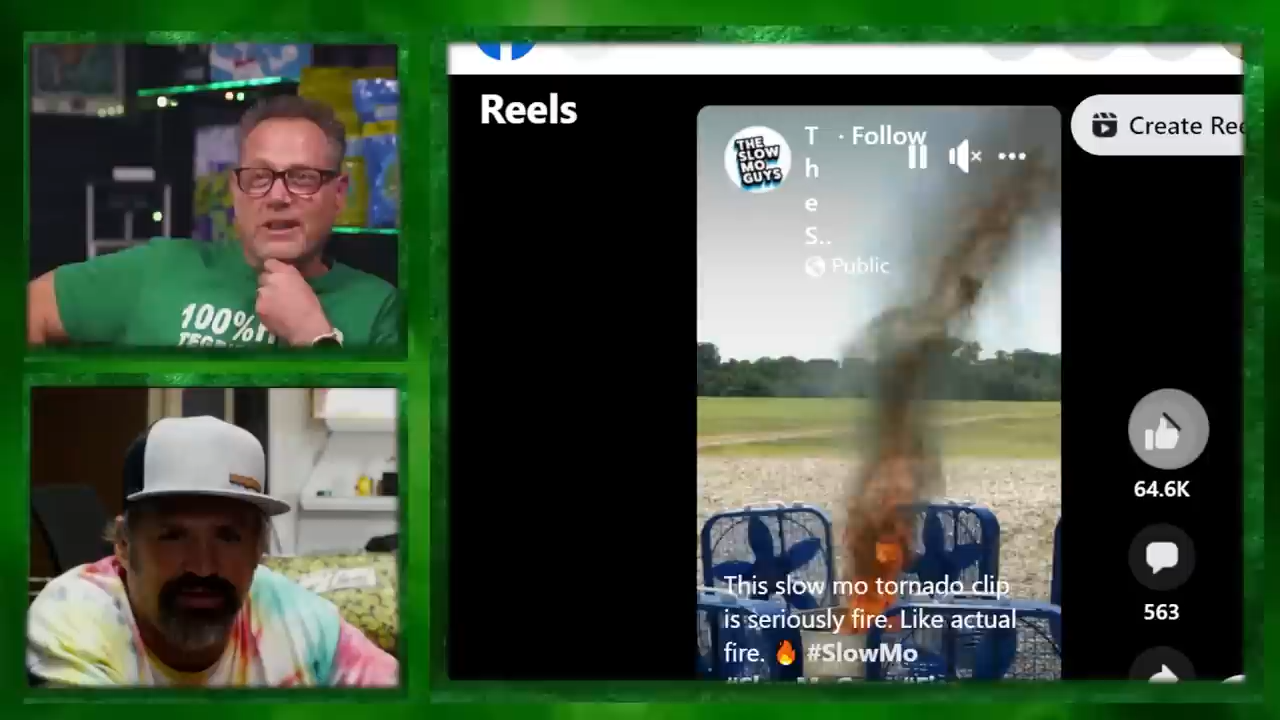 100%
Reels
THE
SLOW
MO
GUYS
T · Follow
h
e
S..
Public
Create
64.6K
563
This slow mo tornado clip
is seriously fire. Like actual
fire. 🔥 #SlowMo